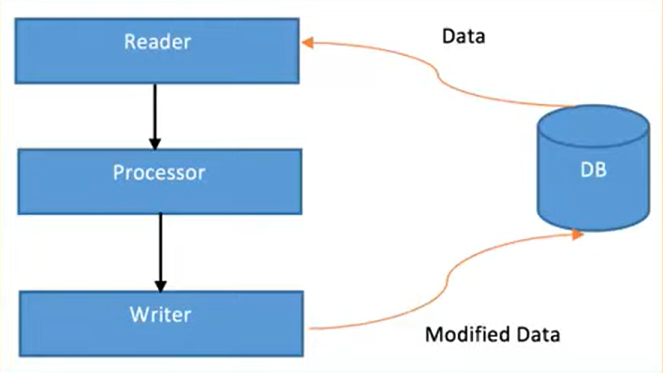 Reader
Data
Processor
DB
Writer
Modified Data